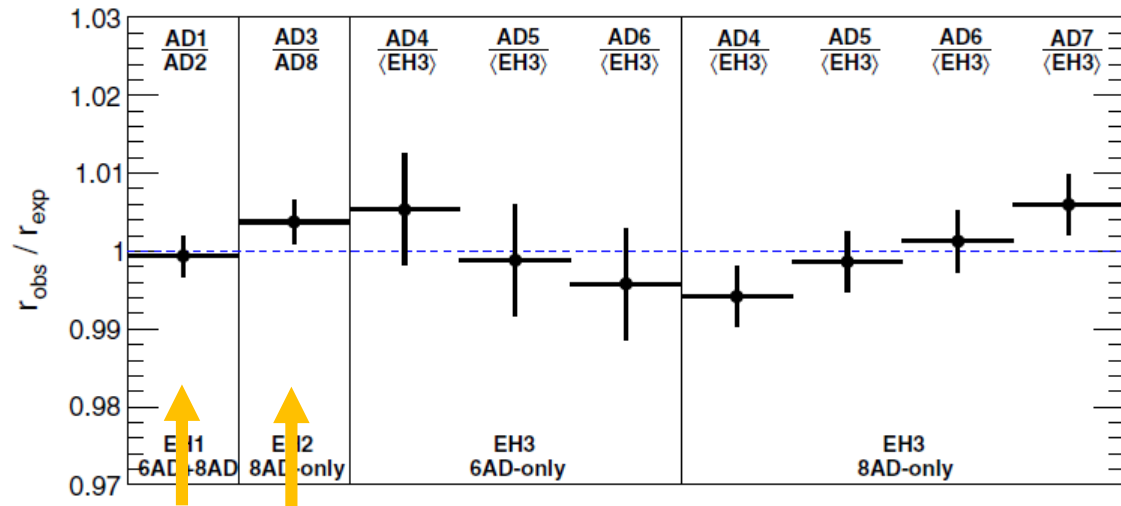 1.03
1.02
1.01
1
0.99
0.98
0.97
r_obs / r_exp
AD1
AD2
AD3
AD8
AD4
⟨EH3⟩
AD5
⟨EH3⟩
AD6
⟨EH3⟩
AD4
⟨EH3⟩
AD5
⟨EH3⟩
AD6
⟨EH3⟩
AD7
⟨EH3⟩
EH1
6AD+8AD
EH2
8AD-only
EH3
6AD-only
EH3
8AD-only